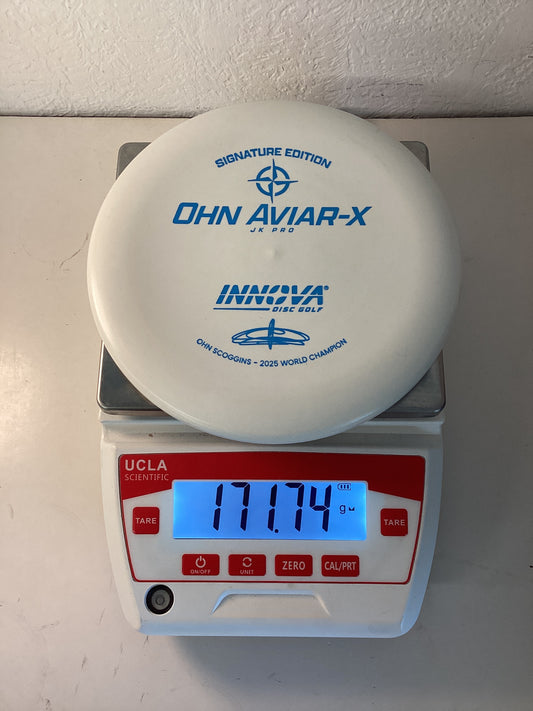 SIGNATURE EDITION
OHN AVIAR-X
JK PRO
INNOVA®
DISC GOLF
OHN SCOGGINS – 2025 WORLD CHAMPION
UCLA
SCIENTIFIC
171.74
g
TARE
TARE
ON/OFF
UNIT
ZERO
CAL/PRT